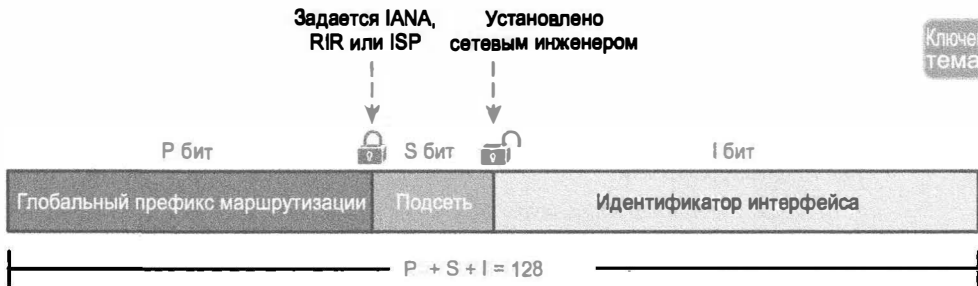 Задается IANA,
RIR или ISP
Установлено
сетевым инженером
тема
P бит
S бит
I бит
Глобальный префикс маршрутизации
Подсеть
Идентификатор интерфейса
P + S + I = 128